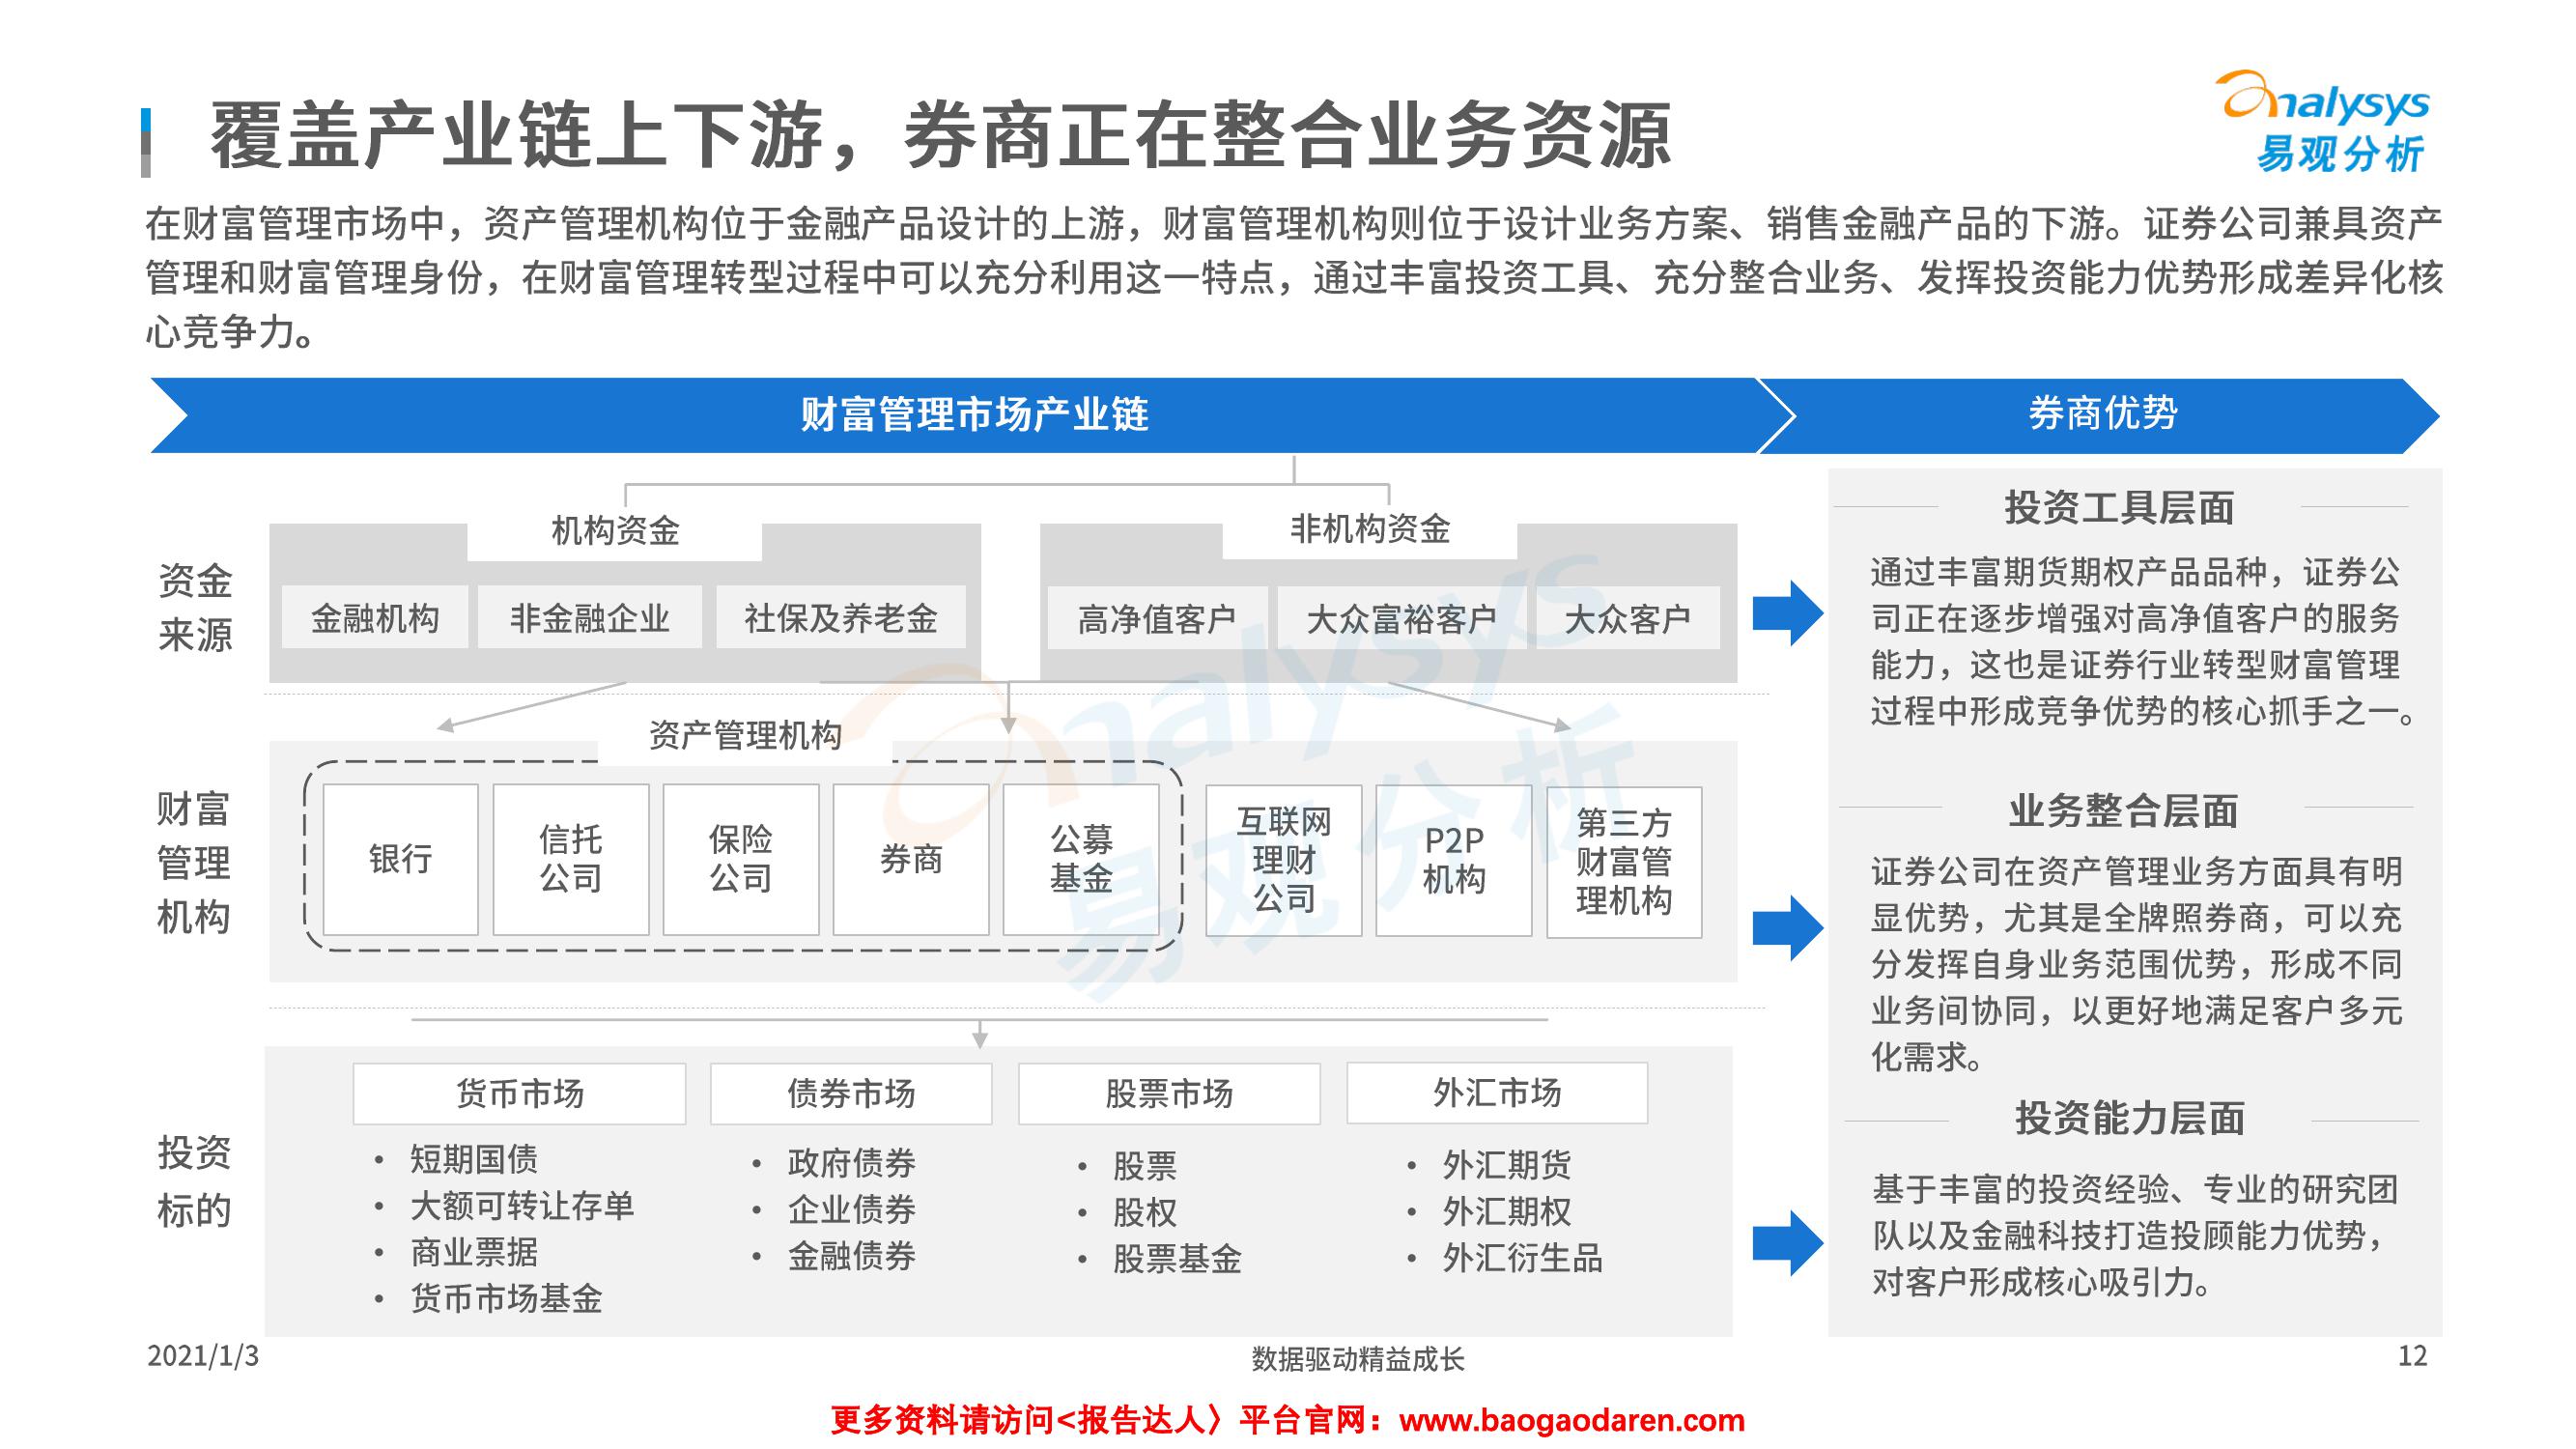 覆盖产业链上下游，券商正在整合业务资源
analysys
易观分析
在财富管理市场中，资产管理机构位于金融产品设计的上游，财富管理机构则位于设计业务方案、销售金融产品的下游。证券公司兼具资产
管理和财富管理身份，在财富管理转型过程中可以充分利用这一特点，通过丰富投资工具、充分整合业务、发挥投资能力优势形成差异化核
心竞争力。
财富管理市场产业链
券商优势
资金
来源
机构资金
金融机构
非金融企业
社保及养老金
非机构资金
高净值客户
大众富裕客户
大众客户
财富
管理
机构
资产管理机构
银行
信托
公司
保险
公司
券商
公募
基金
互联网
理财
公司
P2P
机构
第三方
财富管
理机构
投资
标的
货币市场
• 短期国债
• 大额可转让存单
• 商业票据
• 货币市场基金
债券市场
• 政府债券
• 企业债券
• 金融债券
股票市场
• 股票
• 股权
• 股票基金
外汇市场
• 外汇期货
• 外汇期权
• 外汇衍生品
投资工具层面
通过丰富期货期权产品品种，证券公
司正在逐步增强对高净值客户的服务
能力，这也是证券行业转型财富管理
过程中形成竞争优势的核心抓手之一。
业务整合层面
证券公司在资产管理业务方面具有明
显优势，尤其是全牌照券商，可以充
分发挥自身业务范围优势，形成不同
业务间协同，以更好地满足客户多元
化需求。
投资能力层面
基于丰富的投资经验、专业的研究团
队以及金融科技打造投顾能力优势，
对客户形成核心吸引力。
analysys
易观分析
2021/1/3
数据驱动精益成长
12
更多资料请访问<报告达人〉平台官网：www.baogaodaren.com